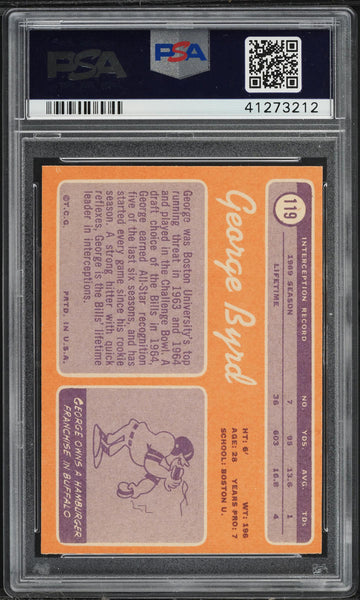 PSA
PSA
41273212
119
INTERCEPTION RECORD
NO. YDS AVG. TDs
1969 SEASON 7 95 13.6 1
LIFETIME 36 603 16.8 4
George Byrd
HT: 6' WT: 196
AGE: 28 YEARS PRO: 7
SCHOOL: BOSTON U.
George was Boston University's top
running threat in 1963 and 1964
and played in the Challenge Bowl. A
draft choice of the Bills in 1964,
George earned All-Star recognition
five of the last six seasons, and has
started every game since his rookie
season. A strong hitter with quick
reflexes, George is the Bills' lifetime
leader in interceptions.
© T.C.G. PRTD. IN U.S.A.
GEORGE OWNS A HAMBURGER
FRANCHISE IN BUFFALO